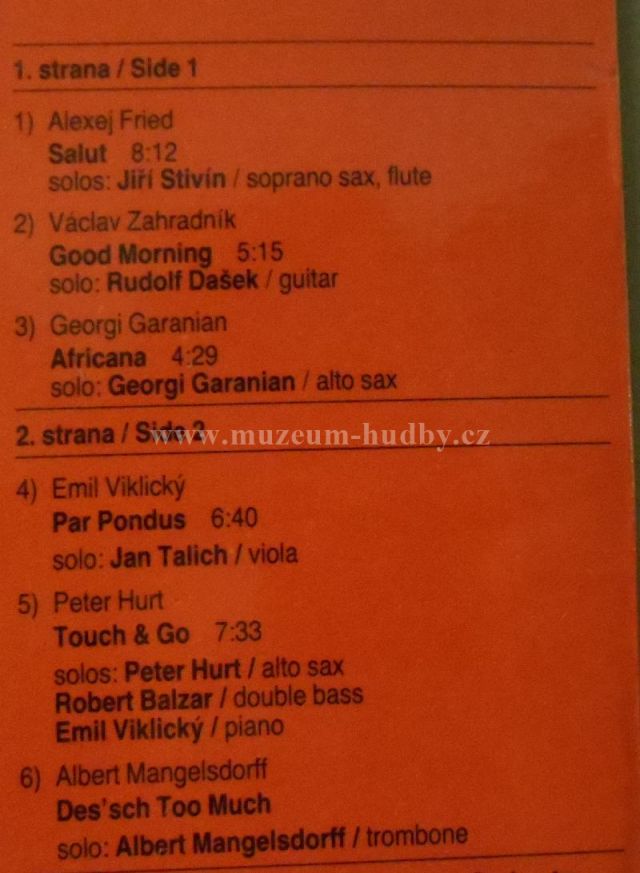 1. strana / Side 1
1) Alexej Fried
Salut 8:12
solos: Jiří Stivín / soprano sax, flute
2) Václav Zahradník
Good Morning 5:15
solo: Rudolf Dašek / guitar
3) Georgi Garanian
Africana 4:29
solo: Georgi Garanian / alto sax
2. strana / Side 2
www.muzeum-hudby.cz
4) Emil Viklický
Par Pondus 6:40
solo: Jan Talich / viola
5) Peter Hurt
Touch & Go 7:33
solos: Peter Hurt / alto sax
Robert Balzar / double bass
Emil Viklický / piano
6) Albert Mangelsdorff
Des'sch Too Much
solo: Albert Mangelsdorff / trombone